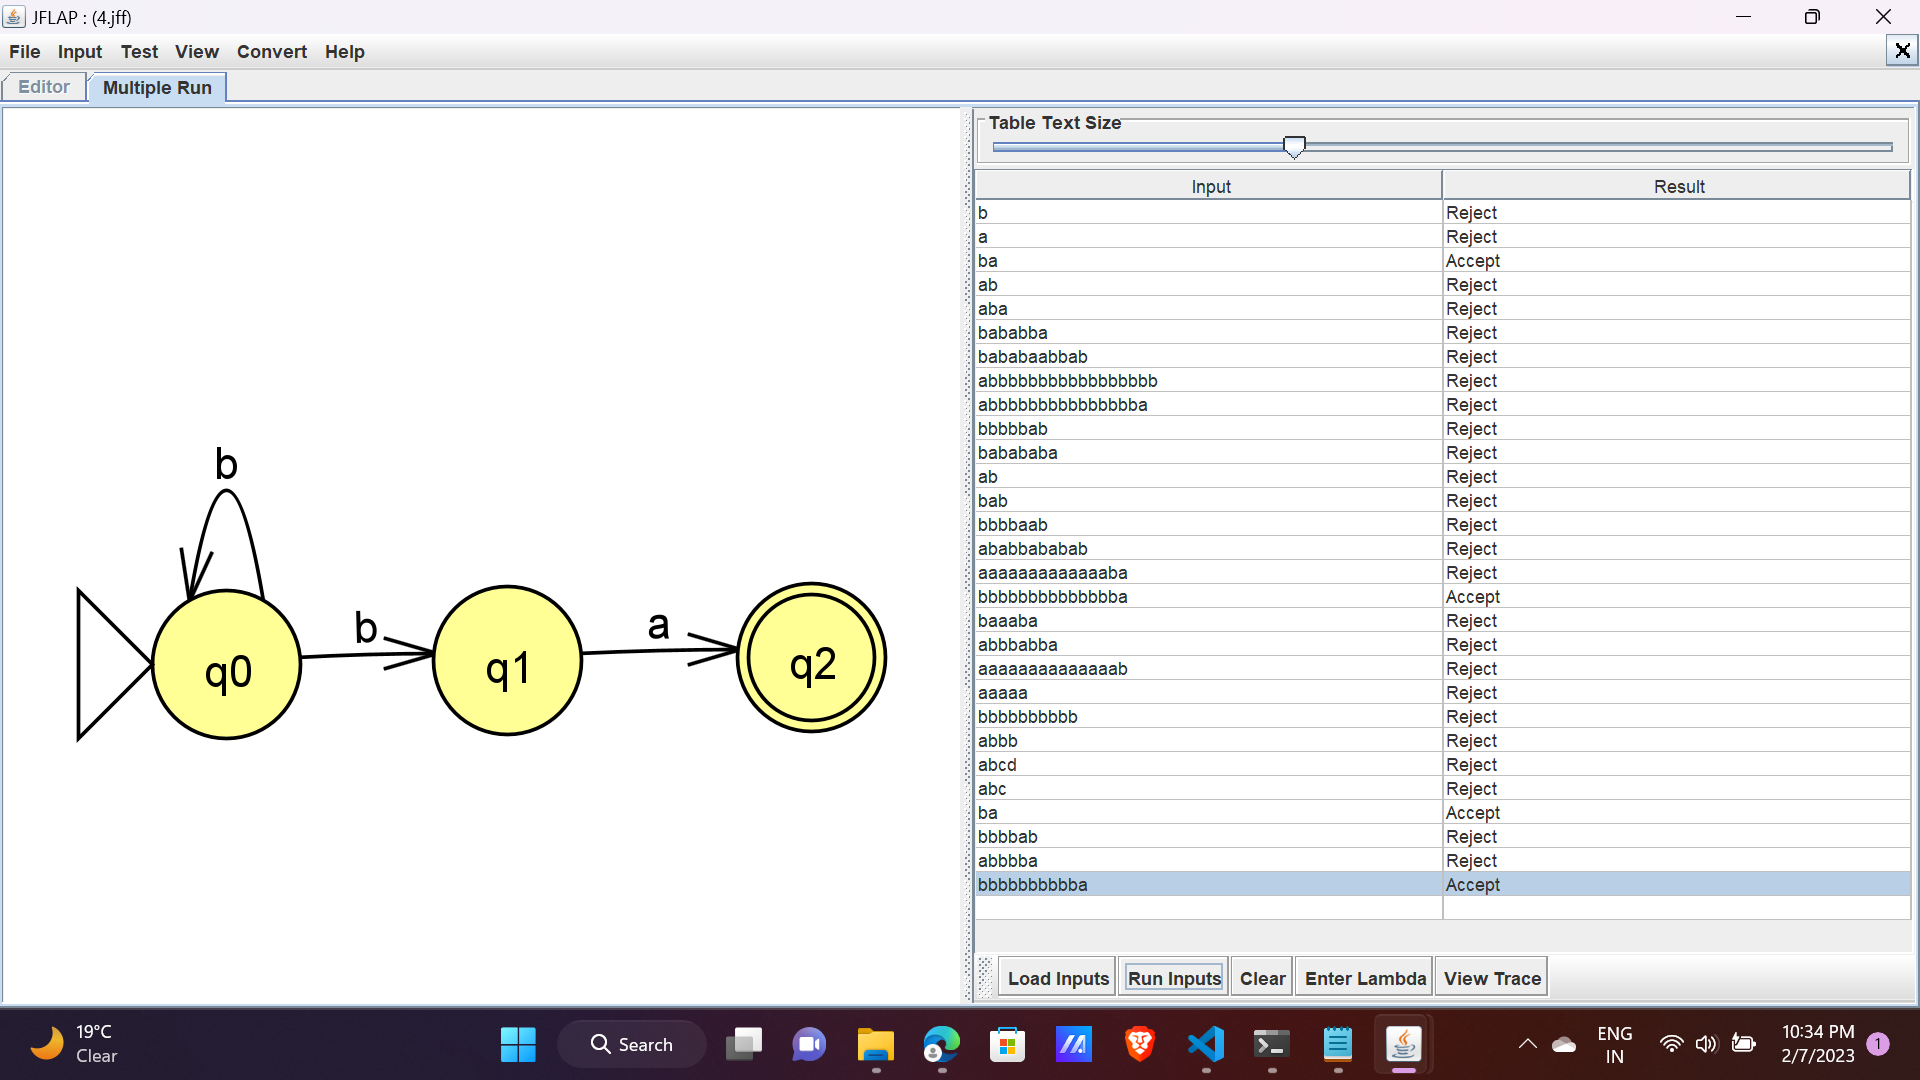 JFLAP : (4.jff)
File Input Test View Convert Help
Editor Multiple Run
Table Text Size
Input Result
b Reject
a Reject
ba Accept
ab Reject
aba Reject
bababba Reject
bababaabbab Reject
abbbbbbbbbbbbbbbbb Reject
abbbbbbbbbbbbbbba Reject
bbbbbab Reject
babababa Reject
ab Reject
bab Reject
bbbbaab Reject
ababbababab Reject
aaaaaaaaaaaaaba Reject
bbbbbbbbbbbbbba Accept
baaaba Reject
abbbabba Reject
aaaaaaaaaaaaaab Reject
aaaaa Reject
bbbbbbbbbb Reject
abbb Reject
abcd Reject
abc Reject
ba Accept
bbbbab Reject
abbbba Reject
bbbbbbbbbba Accept
b
b
a
q0
q1
q2
Load Inputs Run Inputs Clear Enter Lambda View Trace
19°C
Clear
Search
ENG
IN
10:34 PM
2/7/2023
1